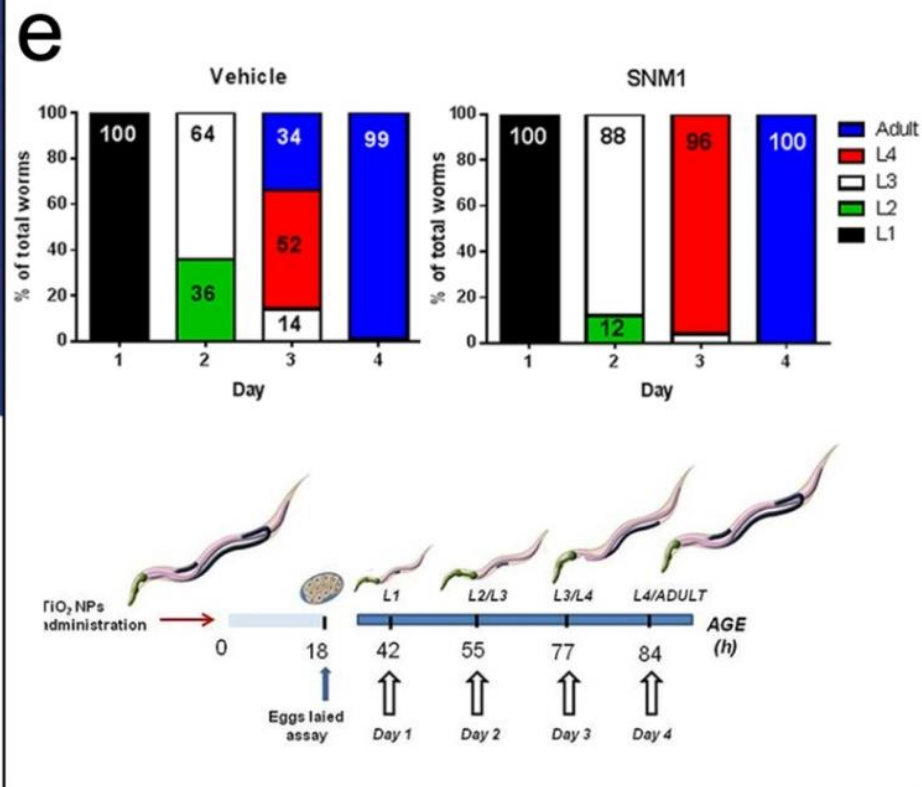 e
Vehicle
% of total worms
100
80
60
40
20
0
100
64
36
34
52
14
99
1
2
3
4
Day
SNM1
% of total worms
100
80
60
40
20
0
100
88
12
96
100
1
2
3
4
Day
Adult
L4
L3
L2
L1
TiO₂ NPs
administration
L1
L2/L3
L3/L4
L4/ADULT
AGE
(h)
0
18
42
55
77
84
Eggs laied
assay
Day 1
Day 2
Day 3
Day 4